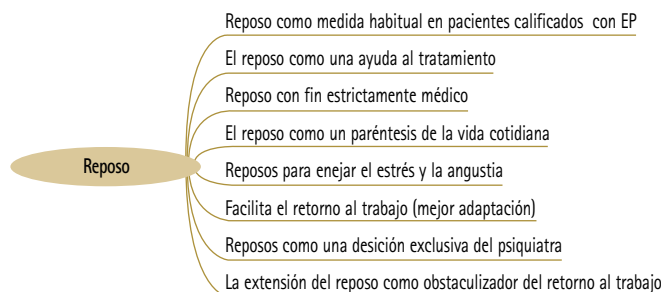 Reposo como medida habitual en pacientes calificados con EP
El reposo como una ayuda al tratamiento
Reposo con fin estrictamente médico
El reposo como un paréntesis de la vida cotidiana
Reposo
Reposos para enejar el estrés y la angustia
Facilita el retorno al trabajo (mejor adaptación)
Reposos como una desición exclusiva del psiquiatra
La extensión del reposo como obstaculizador del retorno al trabajo